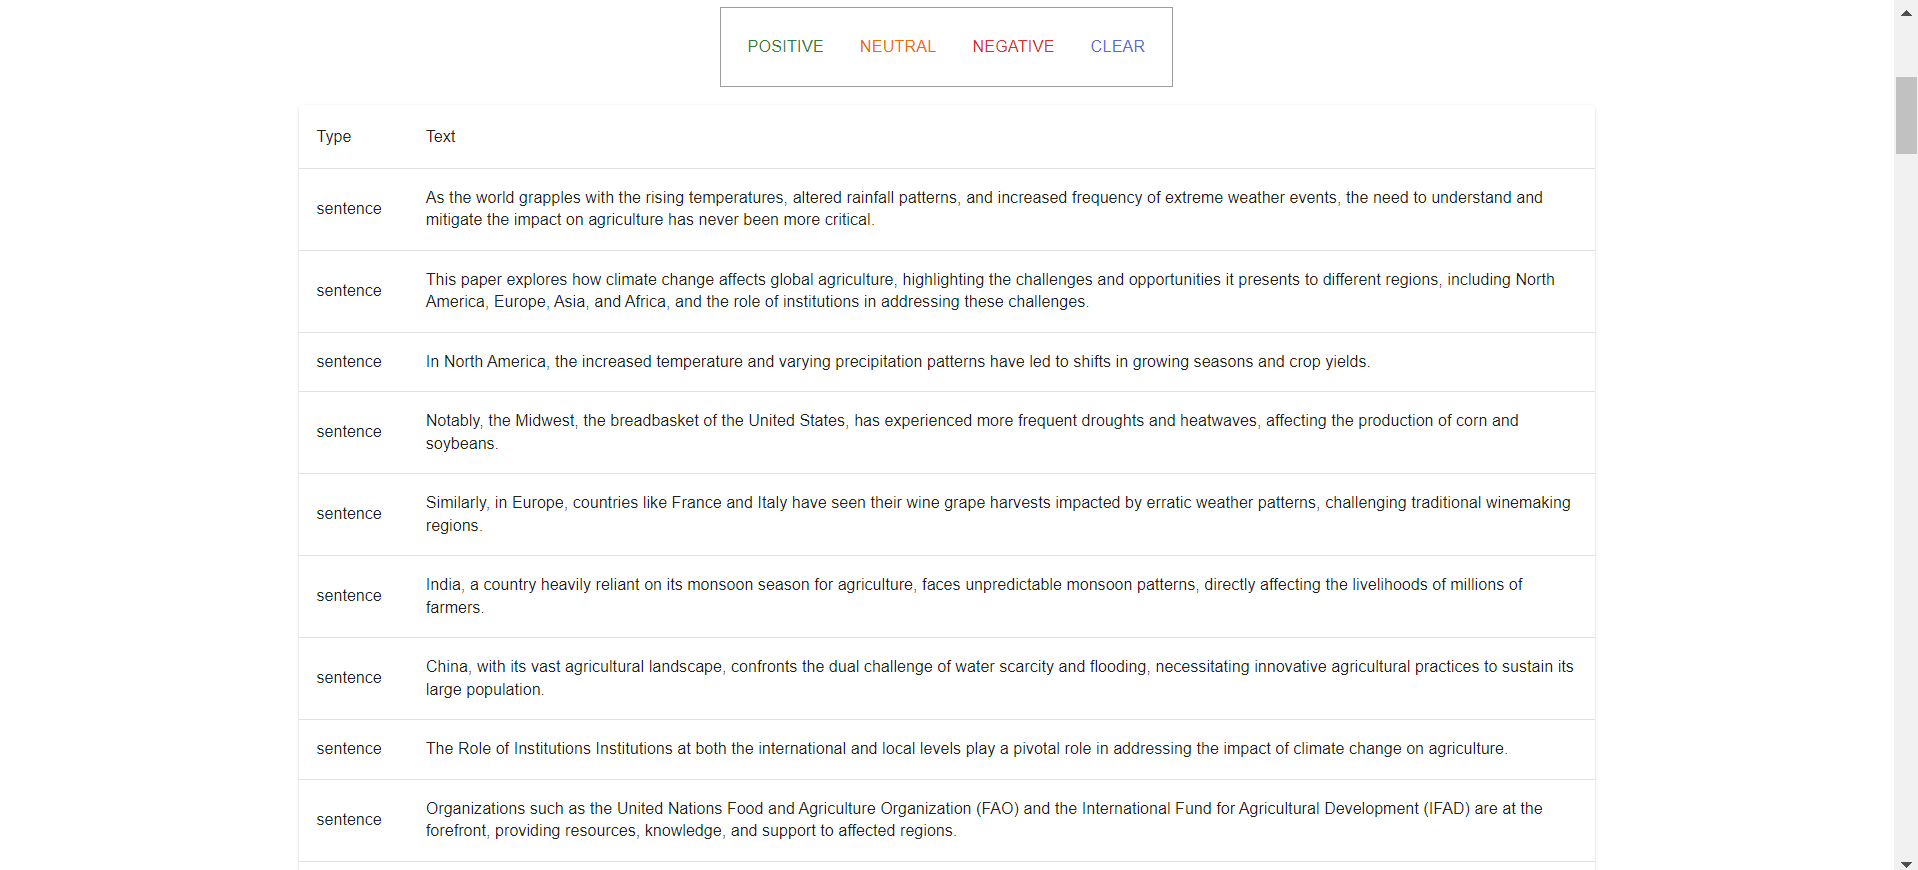 POSITIVE NEUTRAL NEGATIVE CLEAR
Type Text
sentence As the world grapples with the rising temperatures, altered rainfall patterns, and increased frequency of extreme weather events, the need to understand and
mitigate the impact on agriculture has never been more critical.
sentence This paper explores how climate change affects global agriculture, highlighting the challenges and opportunities it presents to different regions, including North
America, Europe, Asia, and Africa, and the role of institutions in addressing these challenges.
sentence In North America, the increased temperature and varying precipitation patterns have led to shifts in growing seasons and crop yields.
sentence Notably, the Midwest, the breadbasket of the United States, has experienced more frequent droughts and heatwaves, affecting the production of corn and
soybeans.
sentence Similarly, in Europe, countries like France and Italy have seen their wine grape harvests impacted by erratic weather patterns, challenging traditional winemaking
regions.
sentence India, a country heavily reliant on its monsoon season for agriculture, faces unpredictable monsoon patterns, directly affecting the livelihoods of millions of
farmers.
sentence China, with its vast agricultural landscape, confronts the dual challenge of water scarcity and flooding, necessitating innovative agricultural practices to sustain its
large population.
sentence The Role of Institutions Institutions at both the international and local levels play a pivotal role in addressing the impact of climate change on agriculture.
sentence Organizations such as the United Nations Food and Agriculture Organization (FAO) and the International Fund for Agricultural Development (IFAD) are at the
forefront, providing resources, knowledge, and support to affected regions.